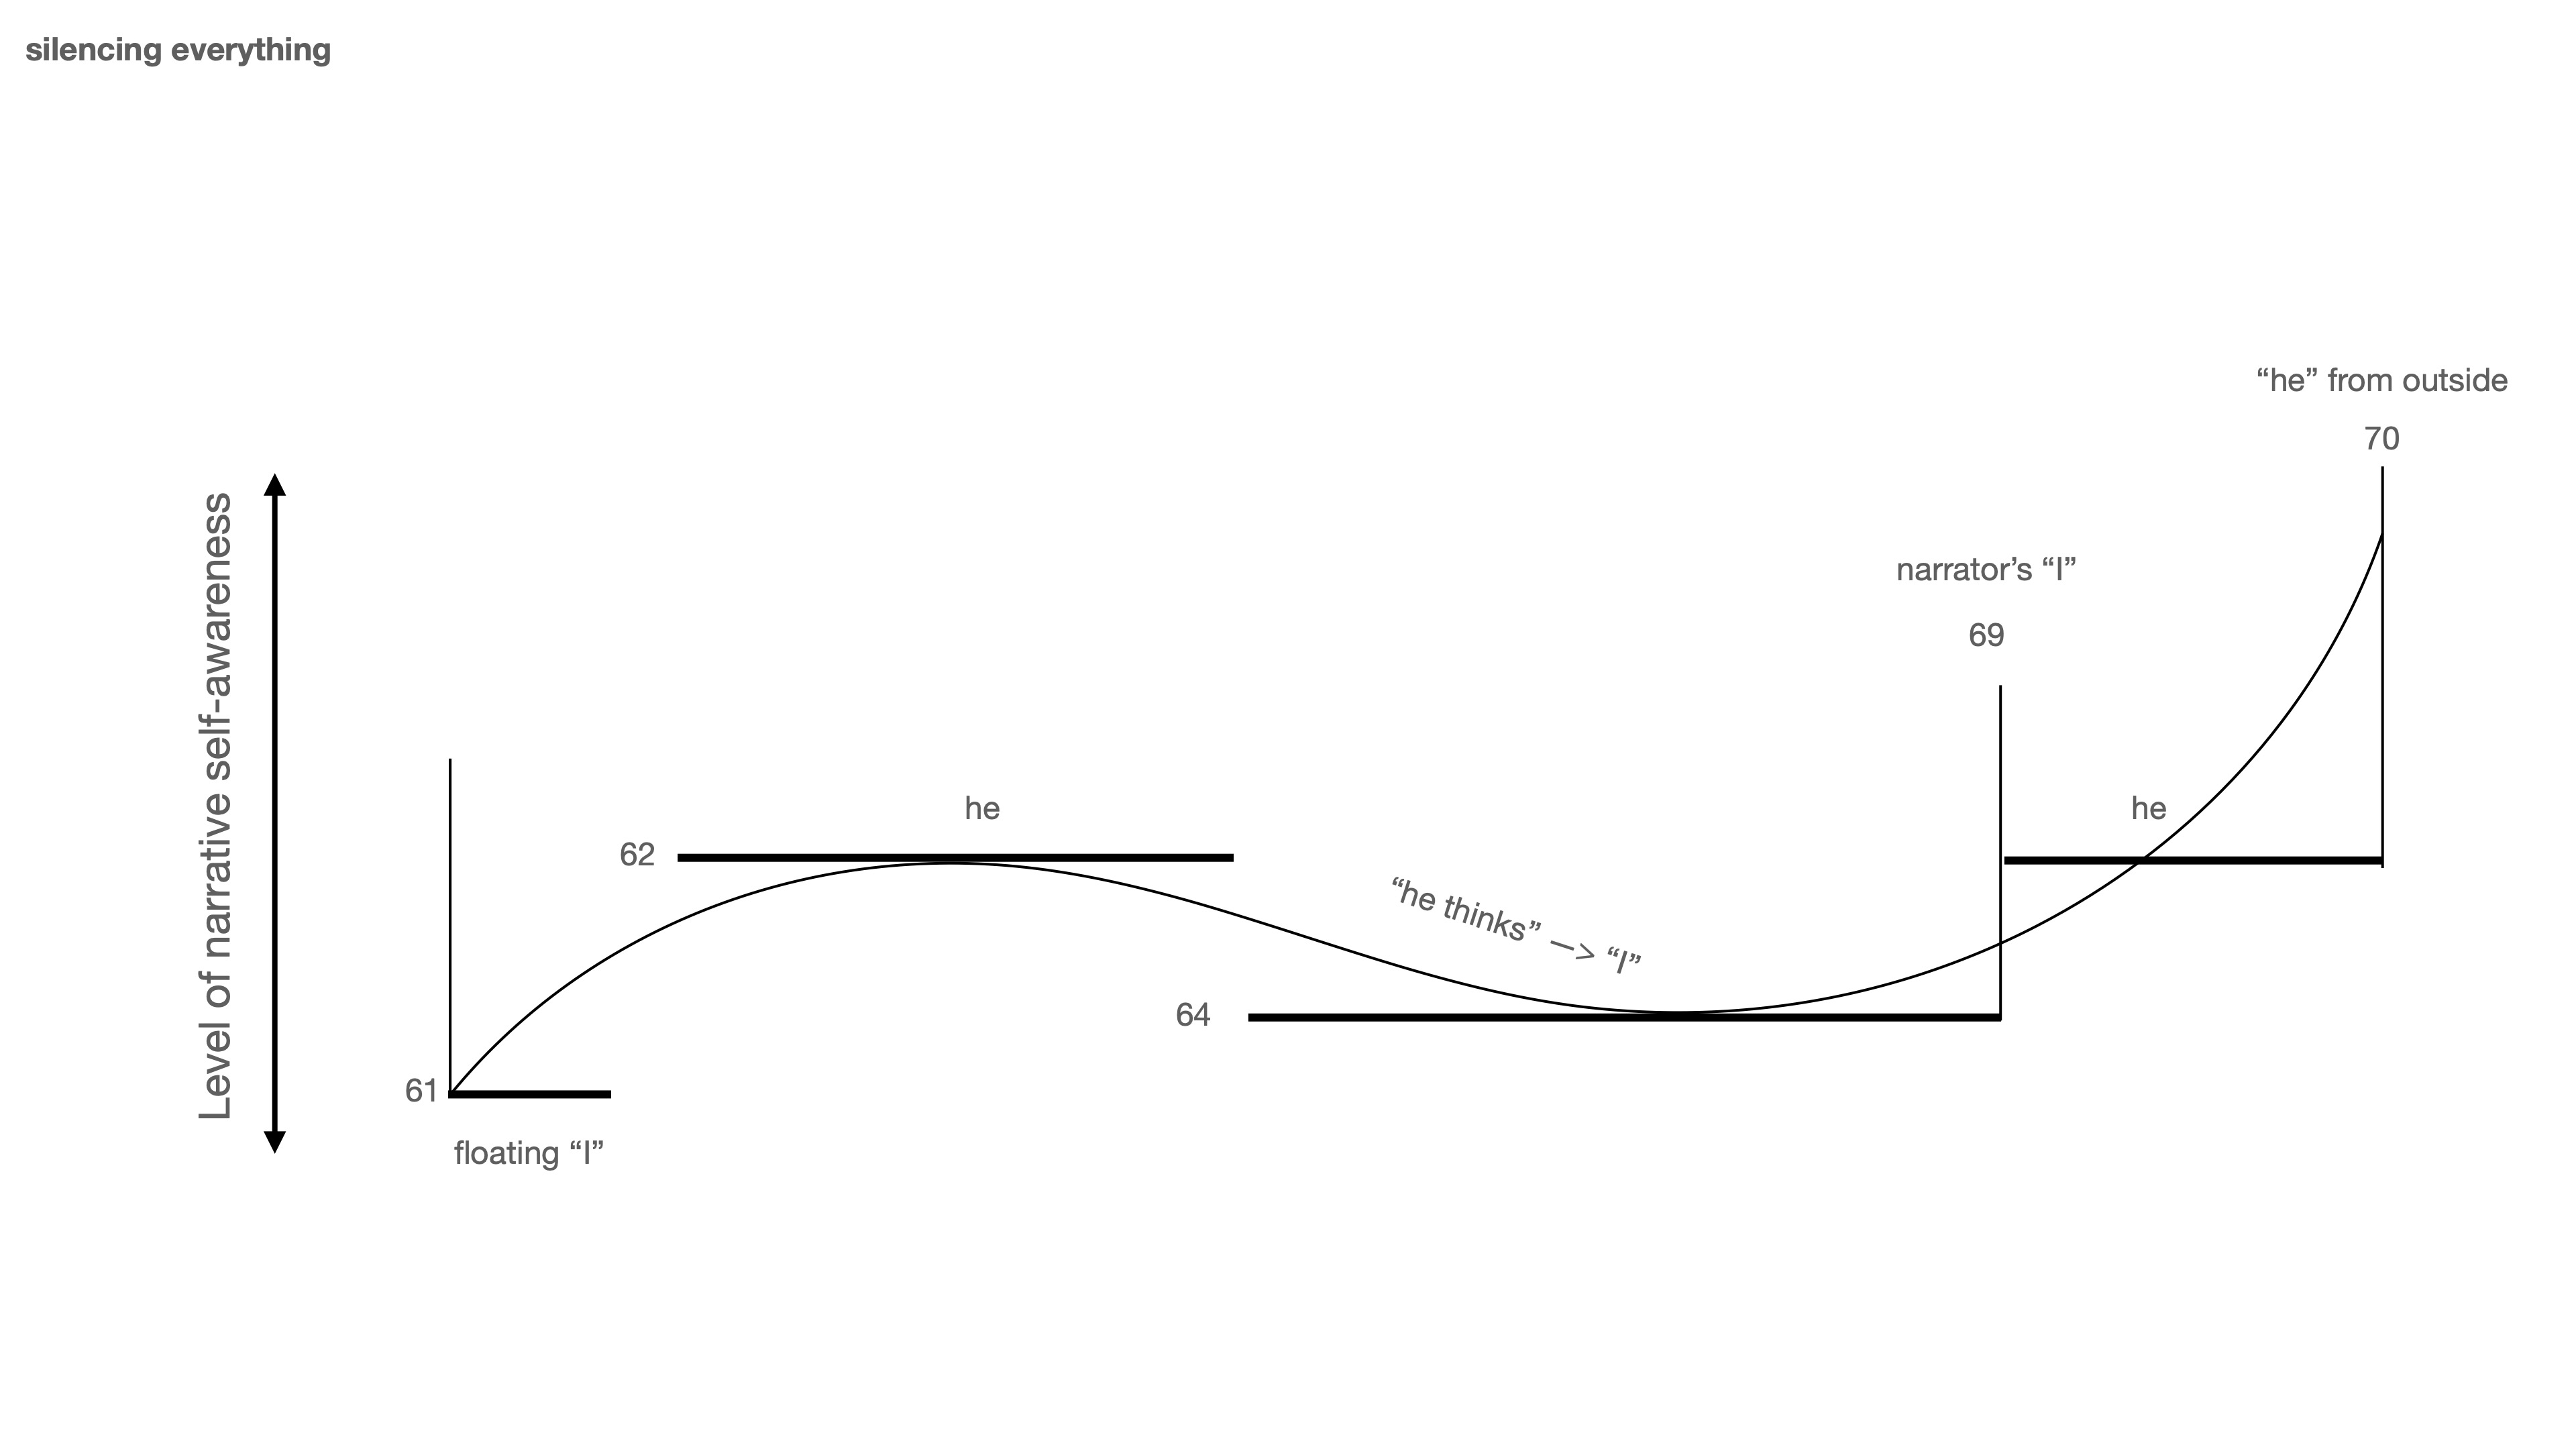 silencing everything
“he” from outside
70
Level of narrative self-awareness
narrator’s “I”
69
he
he
62
“he thinks” —> “I”
64
61
floating “I”